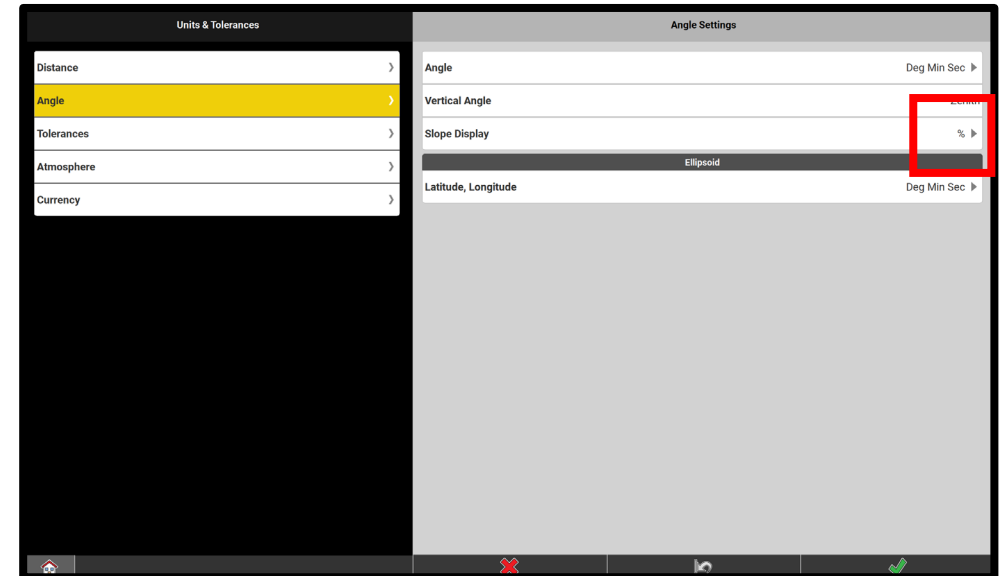 Units & Tolerances
Distance
Angle
Tolerances
Atmosphere
Currency
Angle Settings
Angle Deg Min Sec
Vertical Angle Zenith
Slope Display %
Ellipsoid
Latitude, Longitude Deg Min Sec